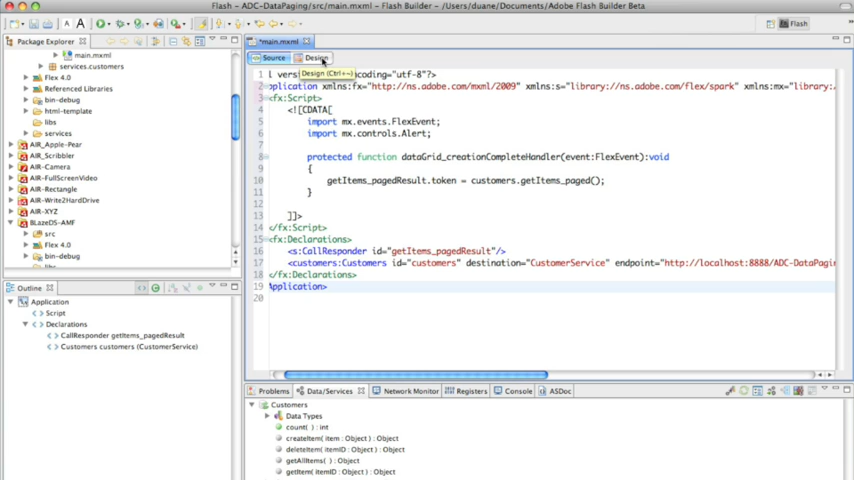 Flash - ADC-DataPaging/src/main.mxml - Flash Builder - /Users/duane/Documents/Adobe Flash Builder Beta
Flash
Package Explorer
main.mxml
services.customers
Flex 4.0
Referenced Libraries
bin-debug
html-template
libs
services
AIR_Apple-Pear
AIR_Scribbler
AIR-Camera
AIR-FullScreenVideo
AIR-Rectangle
AIR-Write2HardDrive
AIR-XYZ
BLazeDS-AMF
src
Flex 4.0
bin-debug
libs
Outline
Application
Script
Declarations
CallResponder getItems_pagedResult
Customers customers (CustomerService)
*main.mxml
Source Design
Design (Ctrl+~)
1 l vers coding="utf-8"?>
2 pplication xmlns:fx="http://ns.adobe.com/mxml/2009" xmlns:s="library://ns.adobe.com/flex/spark" xmlns:mx="library:/
3 <fx:Script>
4 <![CDATA[
5 import mx.events.FlexEvent;
6 import mx.controls.Alert;
7
8 protected function dataGrid_creationCompleteHandler(event:FlexEvent):void
9 {
10 getItems_pagedResult.token = customers.getItems_paged();
11 }
12
13 ]]>
14 </fx:Script>
15 <fx:Declarations>
16 <s:CallResponder id="getItems_pagedResult"/>
17 <customers:Customers id="customers" destination="CustomerService" endpoint="http://localhost:8888/ADC-DataPagin
18 </fx:Declarations>
19 Application>
20
Problems Data/Services Network Monitor Registers Console ASDoc
Customers
Data Types
count( ) : int
createItem( item : Object ) : Object
deleteItem( itemID : Object ) : Object
getAllItems( ) : Object
getItem( itemID : Object ) : Object